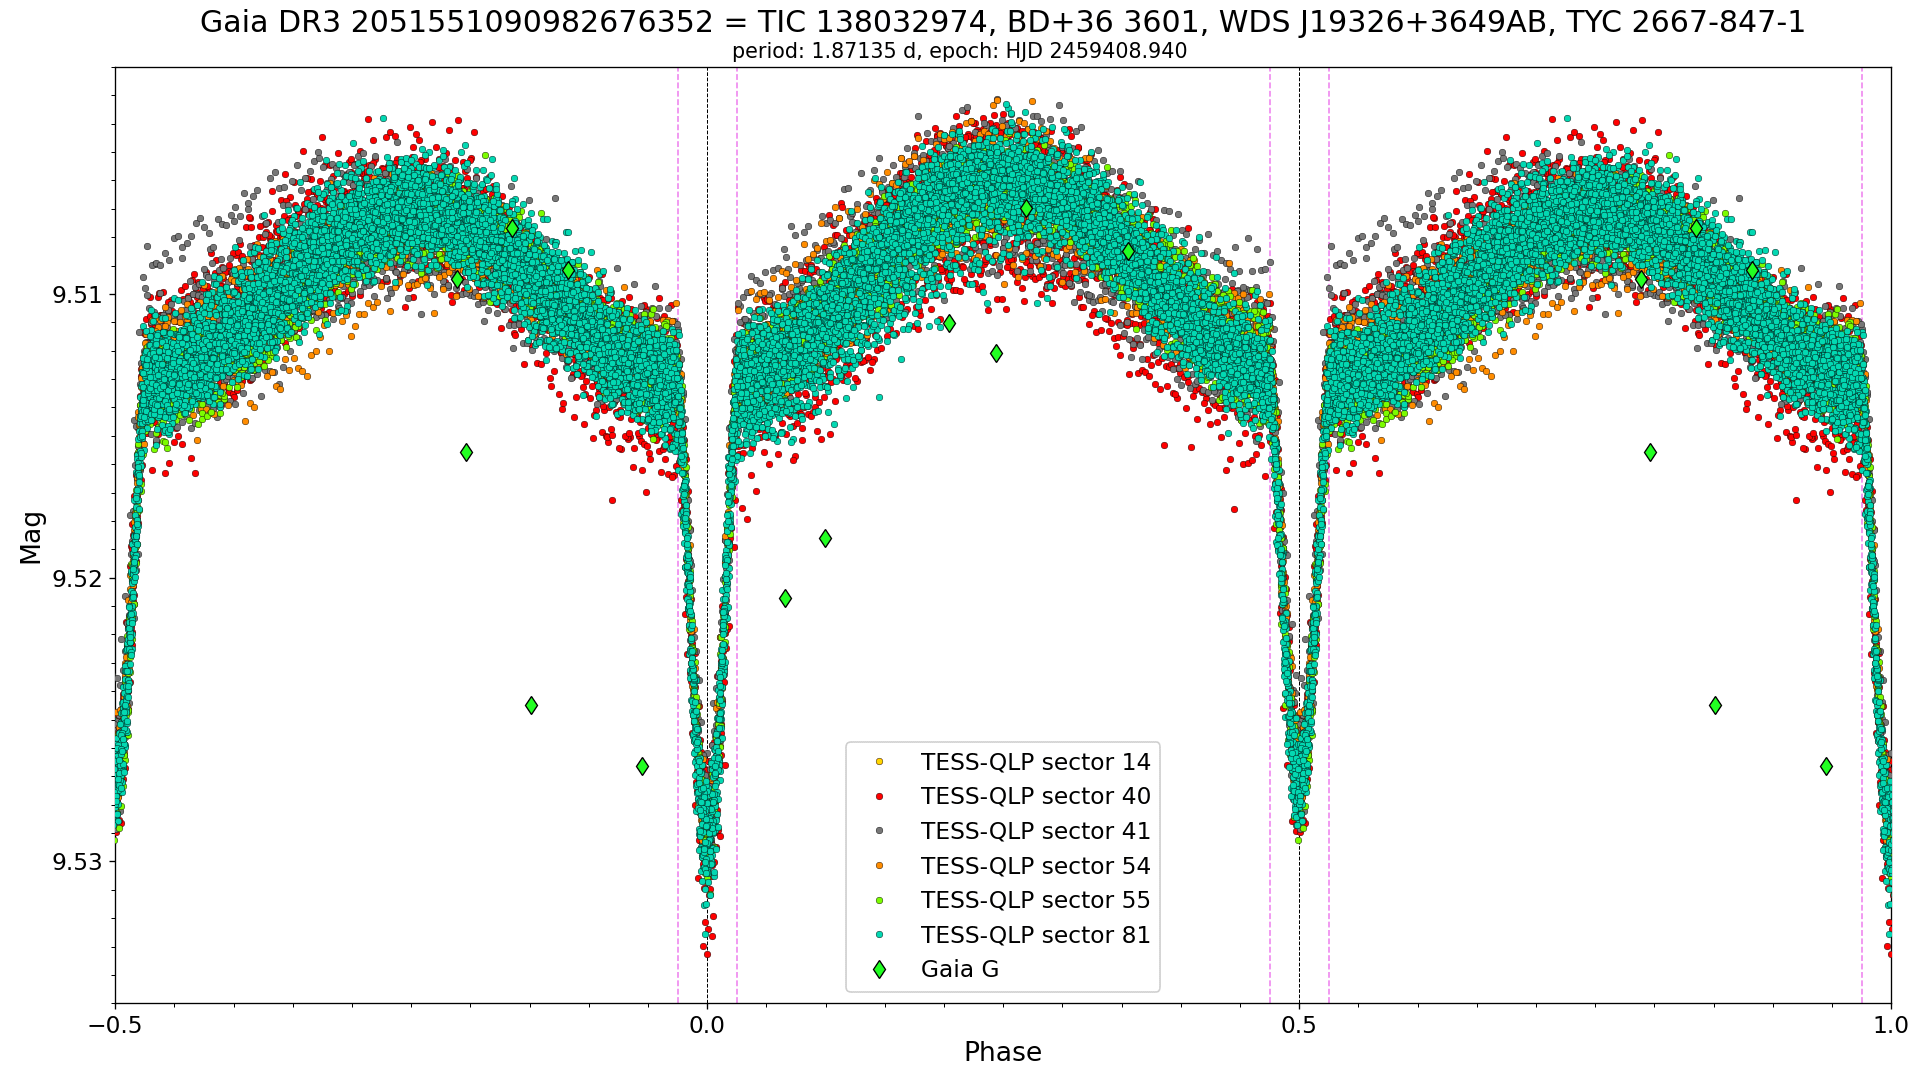 Gaia DR3 2051551090982676352 = TIC 138032974, BD+36 3601, WDS J19326+3649AB, TYC 2667-847-1
period: 1.87135 d, epoch: HJD 2459408.940
Mag
9.51
9.52
9.53
TESS-QLP sector 14
TESS-QLP sector 40
TESS-QLP sector 41
TESS-QLP sector 54
TESS-QLP sector 55
TESS-QLP sector 81
Gaia G
−0.5 0.0 0.5 1.0
Phase